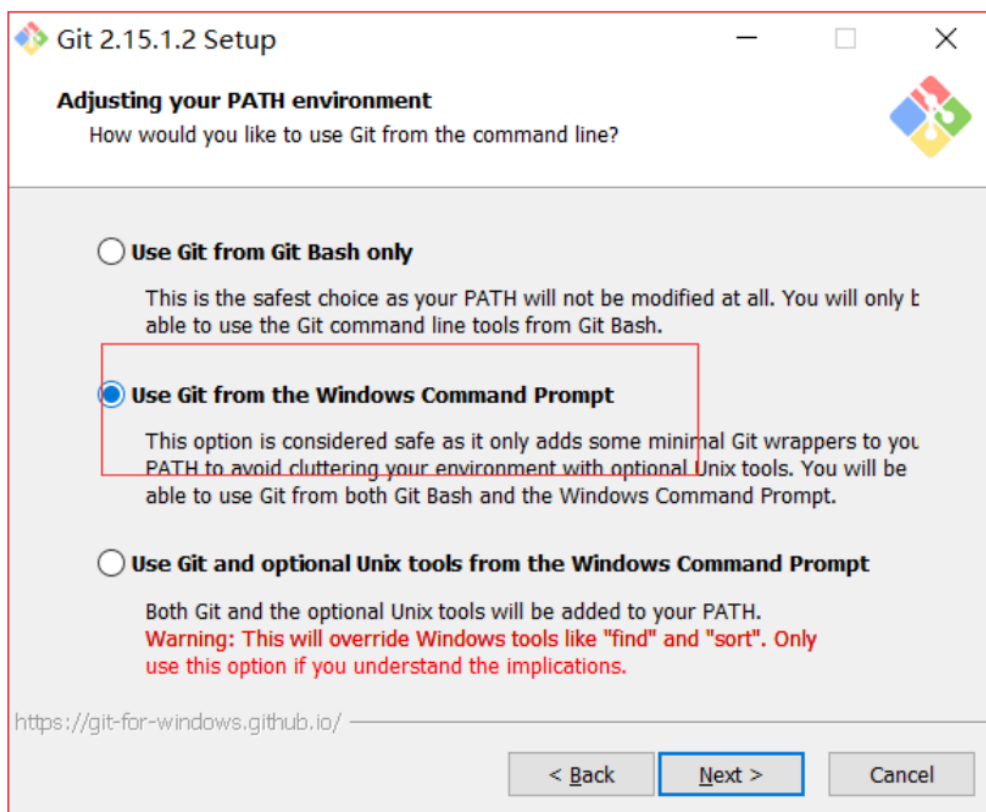 Git 2.15.1.2 Setup
Adjusting your PATH environment
How would you like to use Git from the command line?
Use Git from Git Bash only
This is the safest choice as your PATH will not be modified at all. You will only b
able to use the Git command line tools from Git Bash.
Use Git from the Windows Command Prompt
This option is considered safe as it only adds some minimal Git wrappers to you
PATH to avoid cluttering your environment with optional Unix tools. You will be
able to use Git from both Git Bash and the Windows Command Prompt.
Use Git and optional Unix tools from the Windows Command Prompt
Both Git and the optional Unix tools will be added to your PATH.
Warning: This will override Windows tools like "find" and "sort". Only
use this option if you understand the implications.
https://git-for-windows.github.io/
< Back Next > Cancel